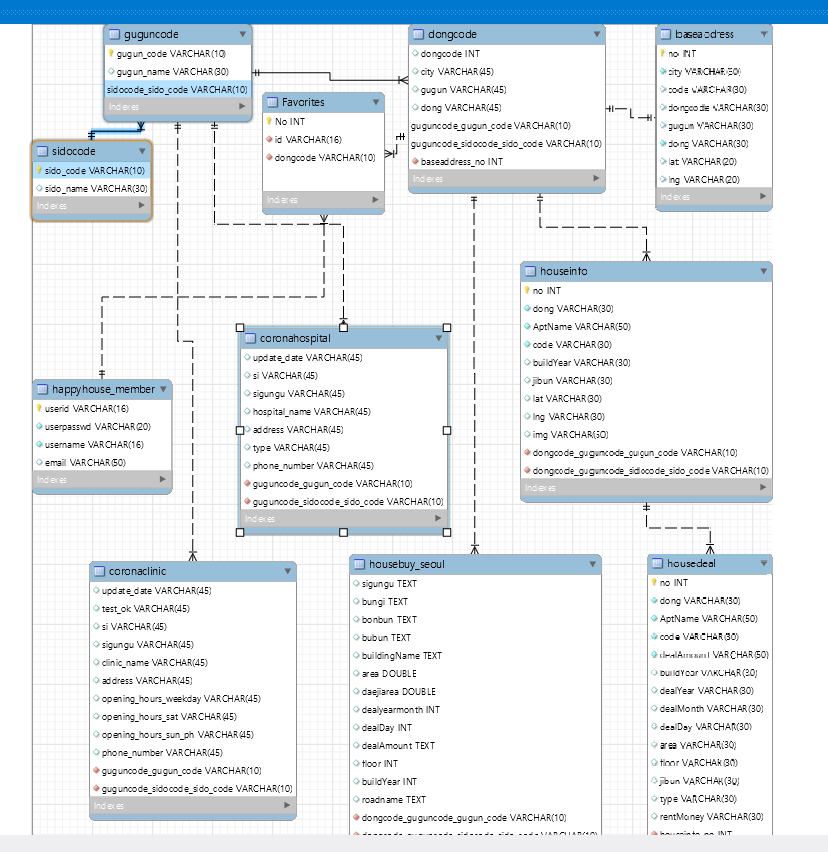 guguncode
gugun_code VARCHAR(10)
gugun_name VARCHAR(30)
sidocode_sido_code VARCHAR(10)
Indexes
sidocode
sido_code VARCHAR(10)
sido_name VARCHAR(30)
Indexes
Favorites
No INT
id VARCHAR(16)
dongcode VARCHAR(10)
Indexes
dongcode
dongcode INT
city VARCHAR(45)
gugun VARCHAR(45)
dong VARCHAR(45)
guguncode_gugun_code VARCHAR(10)
guguncode_sidocode_sido_code VARCHAR(10)
baseaddress_no INT
Indexes
baseaddress
no INT
city VARCHAR(30)
code VARCHAR(30)
dongcode VARCHAR(30)
gugun VARCHAR(30)
dong VARCHAR(30)
lat VARCHAR(20)
lng VARCHAR(20)
Indexes
houseinfo
no INT
dong VARCHAR(30)
AptName VARCHAR(50)
code VARCHAR(30)
buildYear VARCHAR(30)
jibun VARCHAR(30)
lat VARCHAR(30)
lng VARCHAR(30)
img VARCHAR(50)
dongcode_guguncode_gugun_code VARCHAR(10)
dongcode_guguncode_sidocode_sido_code VARCHAR(10)
Indexes
coronahospital
update_date VARCHAR(45)
si VARCHAR(45)
sigungu VARCHAR(45)
hospital_name VARCHAR(45)
address VARCHAR(45)
type VARCHAR(45)
phone_number VARCHAR(45)
guguncode_gugun_code VARCHAR(10)
guguncode_sidocode_sido_code VARCHAR(10)
Indexes
happyhouse_member
userid VARCHAR(16)
userpasswd VARCHAR(20)
username VARCHAR(16)
email VARCHAR(50)
Indexes
coronaclinic
update_date VARCHAR(45)
test_ok VARCHAR(45)
si VARCHAR(45)
sigungu VARCHAR(45)
clinic_name VARCHAR(45)
address VARCHAR(45)
opening_hours_weekday VARCHAR(45)
opening_hours_sat VARCHAR(45)
opening_hours_sun_ph VARCHAR(45)
phone_number VARCHAR(45)
guguncode_gugun_code VARCHAR(10)
guguncode_sidocode_sido_code VARCHAR(10)
Indexes
housebuy_seoul
sigungu TEXT
bungi TEXT
bonbun TEXT
bubun TEXT
buildingName TEXT
area DOUBLE
daejiarea DOUBLE
dealyearmonth INT
dealDay INT
dealAmount TEXT
floor INT
buildYear INT
roadname TEXT
dongcode_guguncode_gugun_code VARCHAR(10)
dongcode_guguncode_sidocode_sido_code VARCHAR(10)
housedeal
no INT
dong VARCHAR(30)
AptName VARCHAR(50)
code VARCHAR(30)
dealAmount VARCHAR(50)
buildYear VARCHAR(30)
dealYear VARCHAR(30)
dealMonth VARCHAR(30)
dealDay VARCHAR(30)
area VARCHAR(30)
floor VARCHAR(30)
jibun VARCHAR(30)
type VARCHAR(30)
rentMoney VARCHAR(30)
houseinfo_no INT